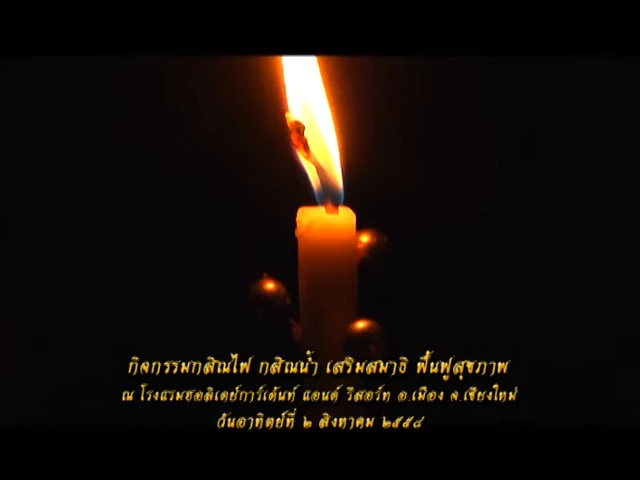 กิจกรรมกสิณไฟ กสิณน้ำ เสริมสมาธิ ฟื้นฟูสุขภาพ
ณ โรงแรมฮอลิเดย์การ์เด้นท์ แอนด์ รีสอร์ท อ.เมือง จ.เชียงใหม่
วันอาทิตย์ที่ ๒ สิงหาคม ๒๕๕๔